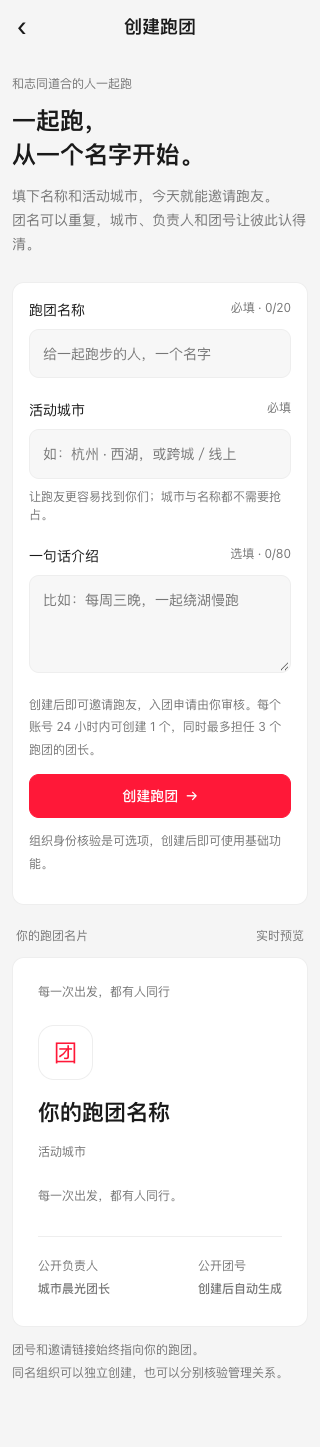 ‹ 创建跑团
和志同道合的人一起跑
一起跑，
从一个名字开始。
填下名称和活动城市，今天就能邀请跑友。
团名可以重复，城市、负责人和团号让彼此认得
清。
跑团名称 必填 · 0/20
给一起跑步的人，一个名字
活动城市 必填
如：杭州 · 西湖，或跨城 / 线上
让跑友更容易找到你们；城市与名称都不需要抢
占。
一句话介绍 选填 · 0/80
比如：每周三晚，一起绕湖慢跑
创建后即可邀请跑友，入团申请由你审核。每个
账号 24 小时内可创建 1 个，同时最多担任 3 个
跑团的团长。
创建跑团 →
组织身份核验是可选项，创建后即可使用基础功
能。
你的跑团名片 实时预览
每一次出发，都有人同行
团
你的跑团名称
活动城市
每一次出发，都有人同行。
公开负责人 公开团号
城市晨光团长 创建后自动生成
团号和邀请链接始终指向你的跑团。
同名组织可以独立创建，也可以分别核验管理关系。